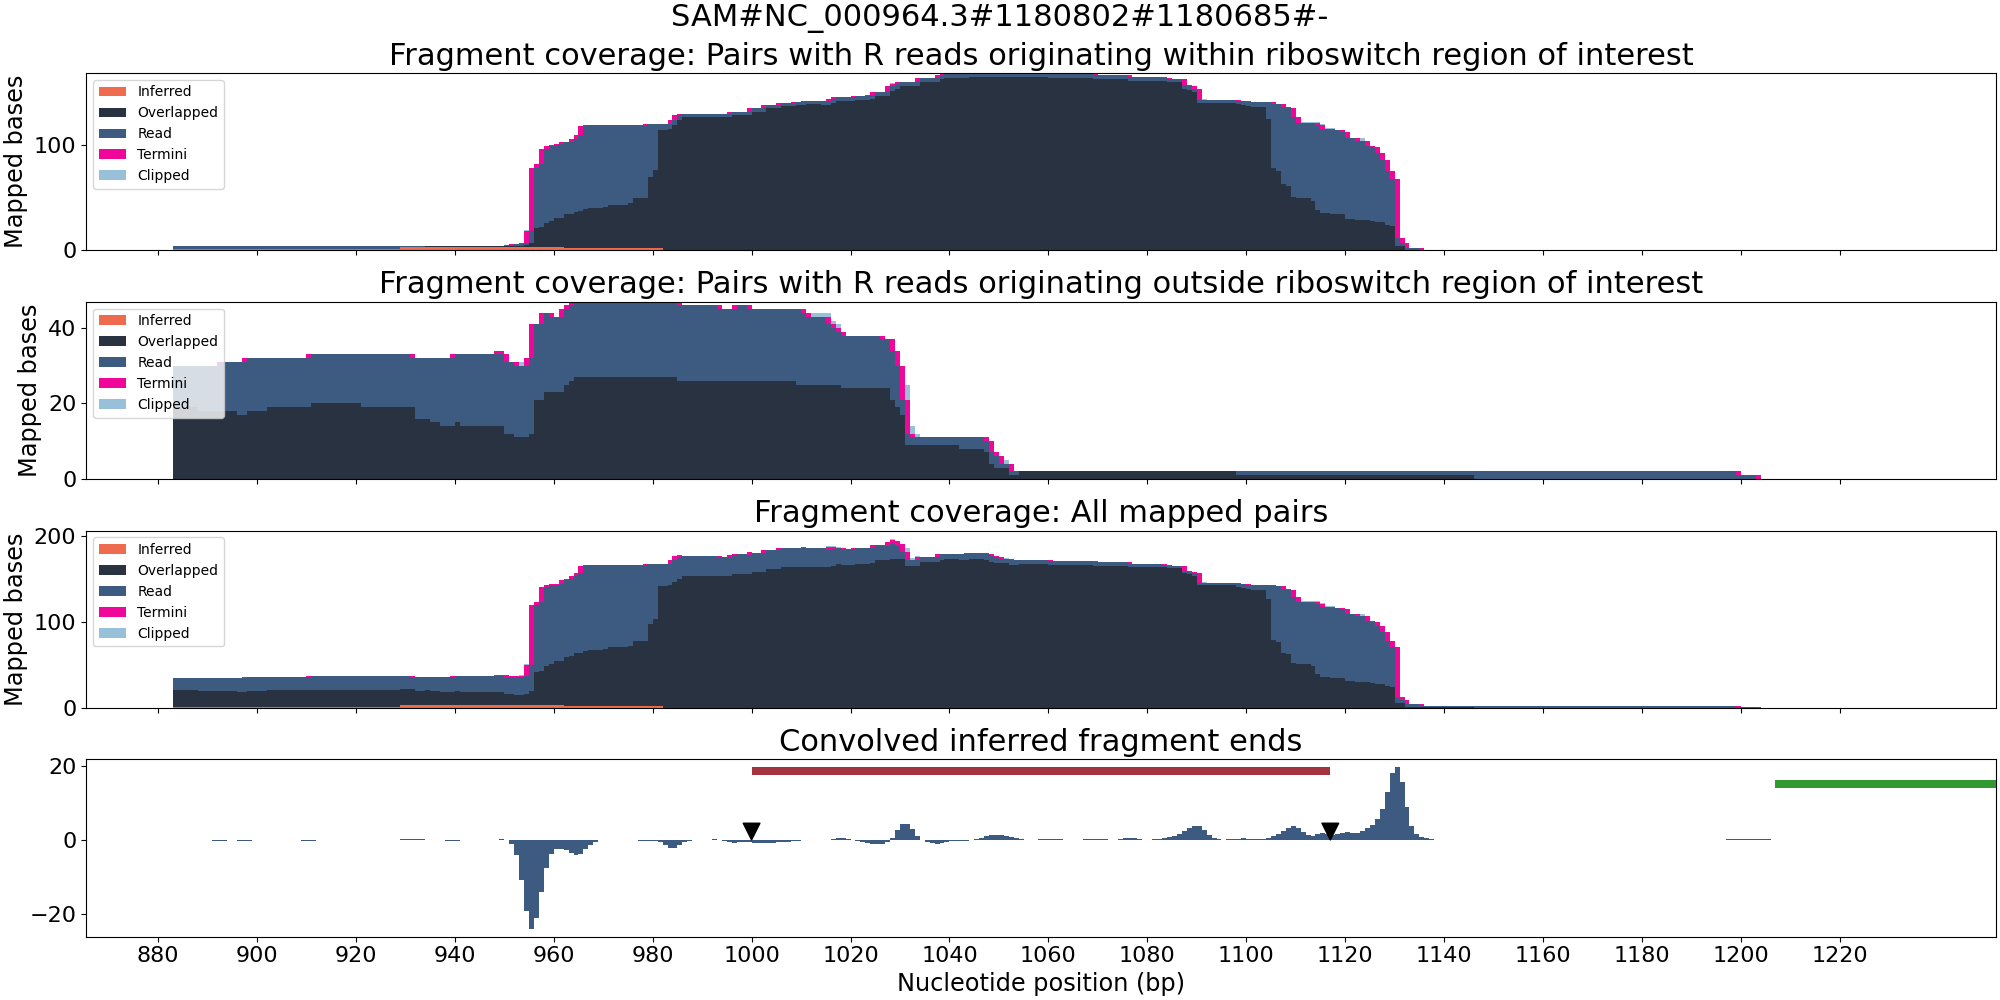 SAM#NC_000964.3#1180802#1180685#-
Fragment coverage: Pairs with R reads originating within riboswitch region of interest
Mapped bases
100
0
Inferred
Overlapped
Read
Termini
Clipped
Fragment coverage: Pairs with R reads originating outside riboswitch region of interest
Mapped bases
40
20
0
Inferred
Overlapped
Read
Termini
Clipped
Fragment coverage: All mapped pairs
Mapped bases
200
100
0
Inferred
Overlapped
Read
Termini
Clipped
Convolved inferred fragment ends
20
0
−20
880 900 920 940 960 980 1000 1020 1040 1060 1080 1100 1120 1140 1160 1180 1200 1220
Nucleotide position (bp)